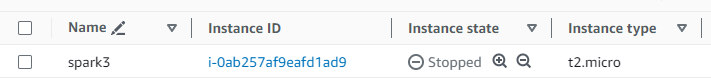 Name Instance ID Instance state Instance type
spark3 i-0ab257af9eafd1ad9 Stopped t2.micro